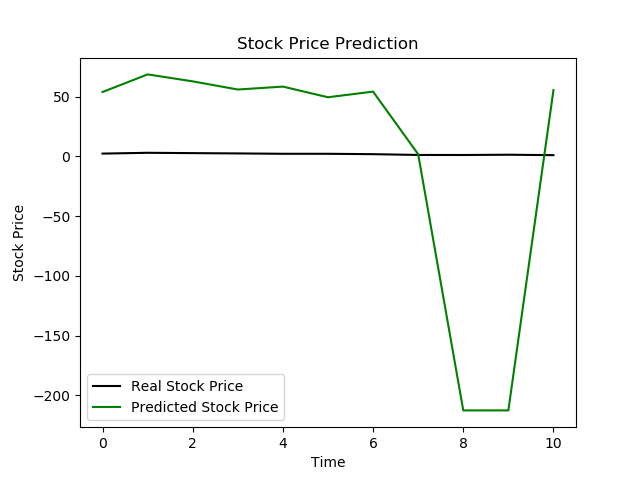 Stock Price Prediction
50
0
−50
−100
−150
−200
Stock Price
Real Stock Price
Predicted Stock Price
0 2 4 6 8 10
Time